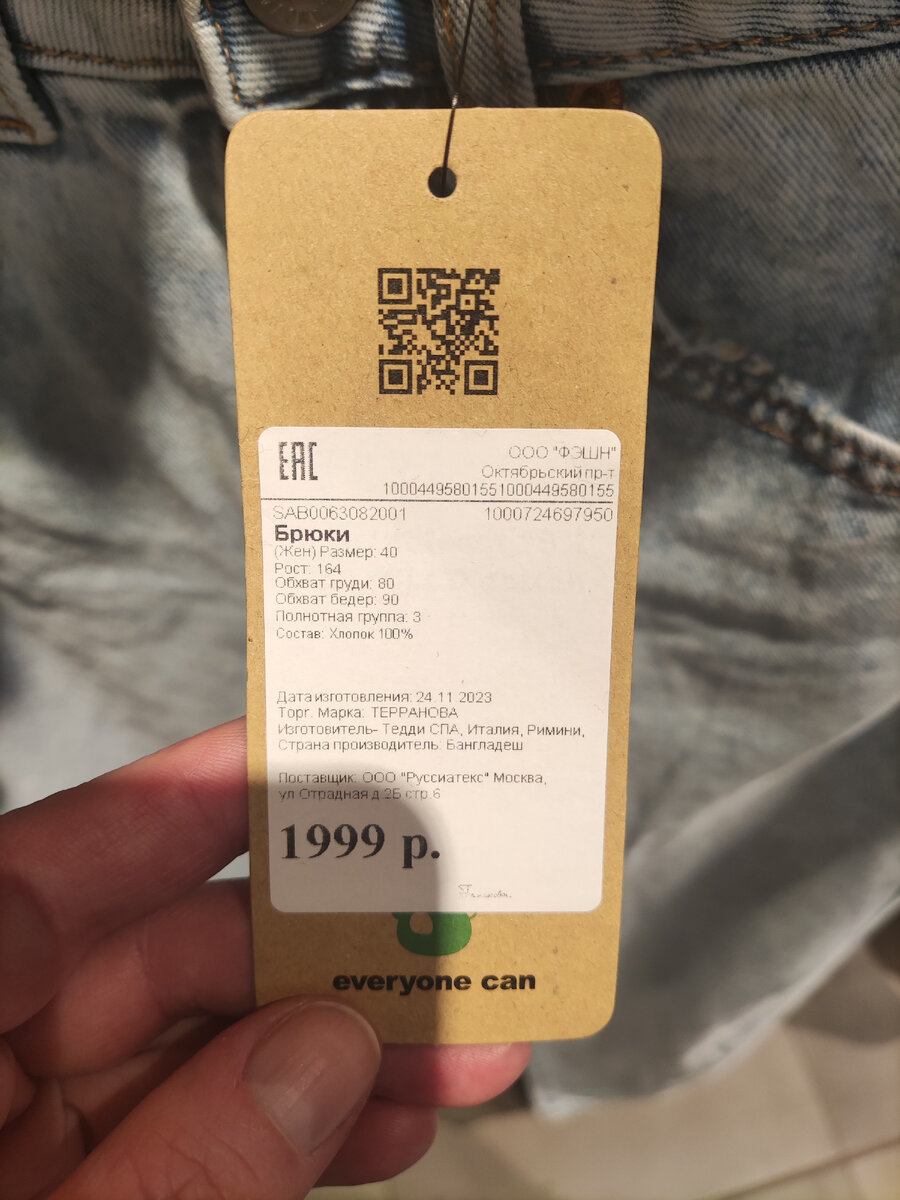 EAC
ООО "ФЭШН"
Октябрьский пр-т
10004495801551000449580155
SAB0063082001 1000724697950
Брюки
(Жен) Размер: 40
Рост: 164
Обхват груди: 80
Обхват бедер: 90
Полнотная группа: 3
Состав: Хлопок 100%
Дата изготовления: 24.11.2023
Торг. Марка: ТЕРРАНОВА
Изготовитель- Тедди СПА, Италия, Римини,
Страна производитель: Бангладеш
Поставщик: ООО "Руссиатекс" Москва,
ул Отрадная д.2Б стр.6
1999 р.
everyone can